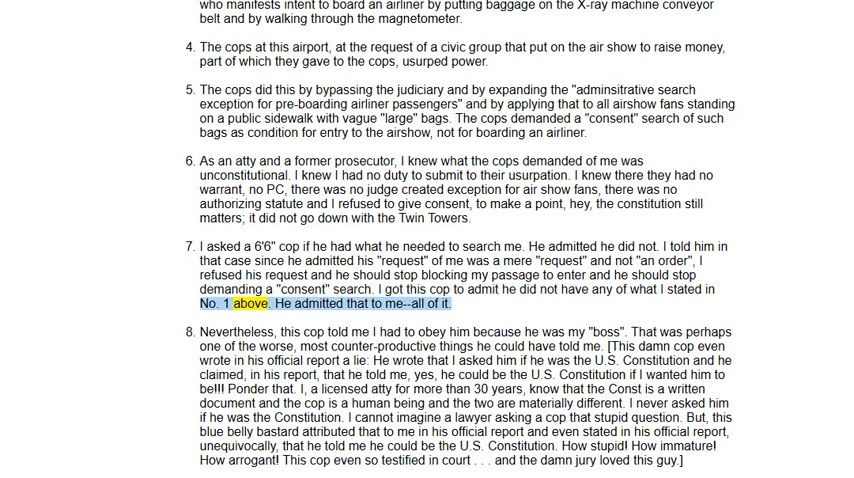 who manifests intent to board an airliner by putting baggage on the X-ray machine conveyor
belt and by walking through the magnetometer.
4. The cops at this airport, at the request of a civic group that put on the air show to raise money,
part of which they gave to the cops, usurped power.
5. The cops did this by bypassing the judiciary and by expanding the "adminsitrative search
exception for pre-boarding airliner passengers" and by applying that to all airshow fans standing
on a public sidewalk with vague "large" bags. The cops demanded a "consent" search of such
bags as condition for entry to the airshow, not for boarding an airliner.
6. As an atty and a former prosecutor, I knew what the cops demanded of me was
unconstitutional. I knew I had no duty to submit to their usurpation. I knew there they had no
warrant, no PC, there was no judge created exception for air show fans, there was no
authorizing statute and I refused to give consent, to make a point, hey, the constitution still
matters; it did not go down with the Twin Towers.
7. I asked a 6'6" cop if he had what he needed to search me. He admitted he did not. I told him in
that case since he admitted his "request" of me was a mere "request" and not "an order", I
refused his request and he should stop blocking my passage to enter and he should stop
demanding a "consent" search. I got this cop to admit he did not have any of what I stated in
No. 1 above. He admitted that to me--all of it.
8. Nevertheless, this cop told me I had to obey him because he was my "boss". That was perhaps
one of the worse, most counter-productive things he could have told me. [This damn cop even
wrote in his official report a lie: He wrote that I asked him if he was the U.S. Constitution and he
claimed, in his report, that he told me, yes, he could be the U.S. Constitution if I wanted him to
be!!! Ponder that. I, a licensed atty for more than 30 years, know that the Const is a written
document and the cop is a human being and the two are materially different. I never asked him
if he was the Constitution. I cannot imagine a lawyer asking a cop that stupid question. But, this
blue belly bastard attributed that to me in his official report and even stated in his official report,
unequivocally, that he told me he could be the U.S. Constitution. How stupid! How immature!
How arrogant! This cop even so testified in court . . . and the damn jury loved this guy.]